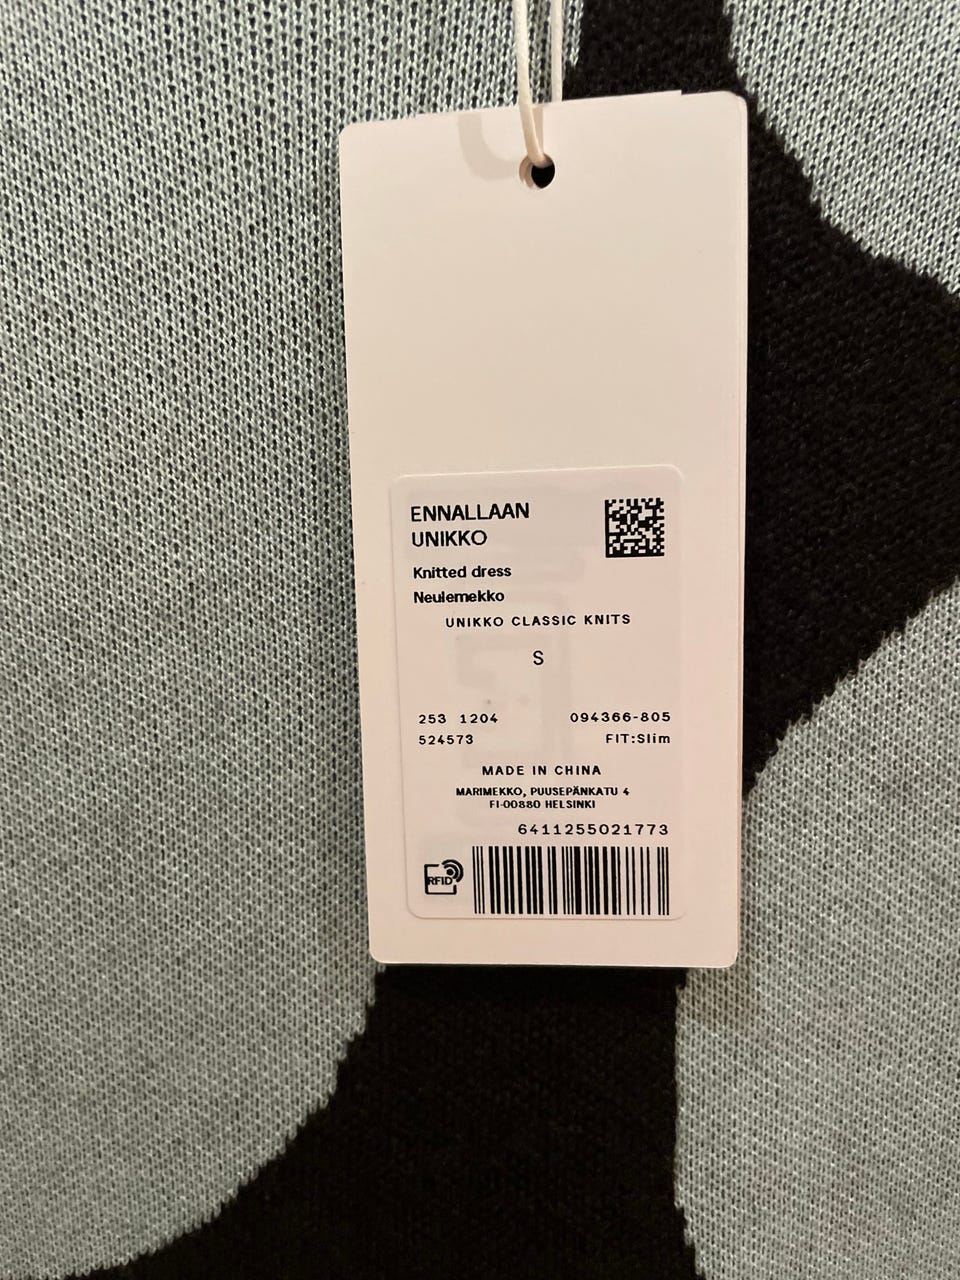 ENNALLAAN
UNIKKO
Knitted dress
Neulemekko
UNIKKO CLASSIC KNITS
S
253 1204 094366-805
524573 FIT:Slim
MADE IN CHINA
MARIMEKKO, PUUSEPÄNKATU 4
FI-00880 HELSINKI
6411255021773
RFID